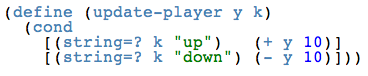 (define (update-player y k)
  (cond
    [(string=? k "up")   (+ y 10)]
    [(string=? k "down") (- y 10)]))